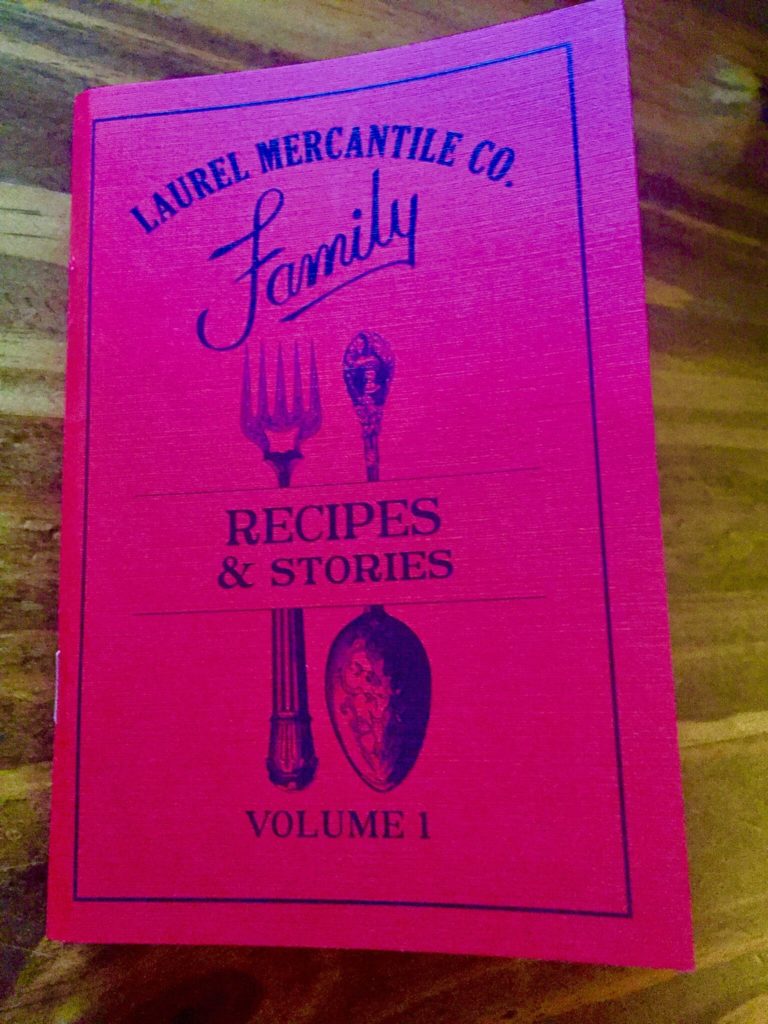 LAUREL MERCANTILE CO.
Family
RECIPES
& STORIES
VOLUME 1